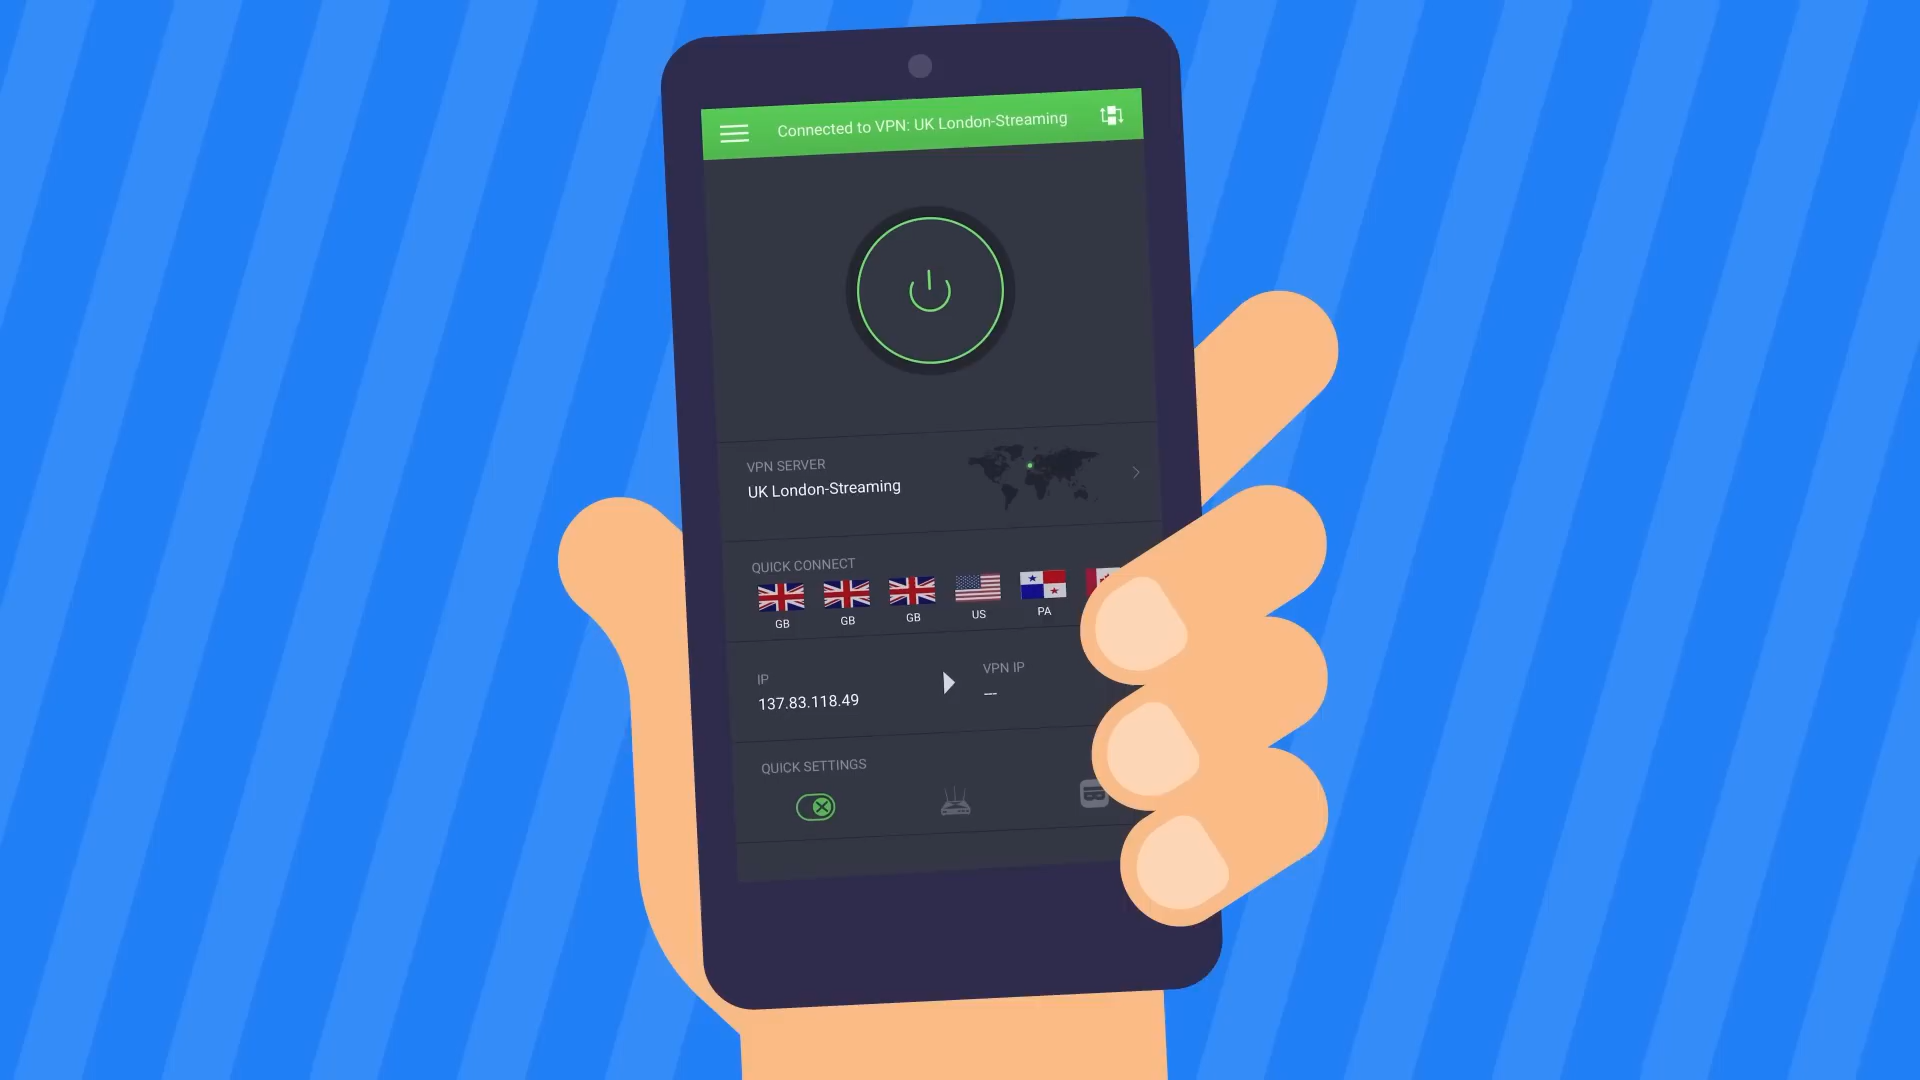 Connected to VPN: UK London-Streaming
VPN SERVER
UK London-Streaming
QUICK CONNECT
GB GB GB US PA
IP
137.83.118.49
VPN IP
---
QUICK SETTINGS